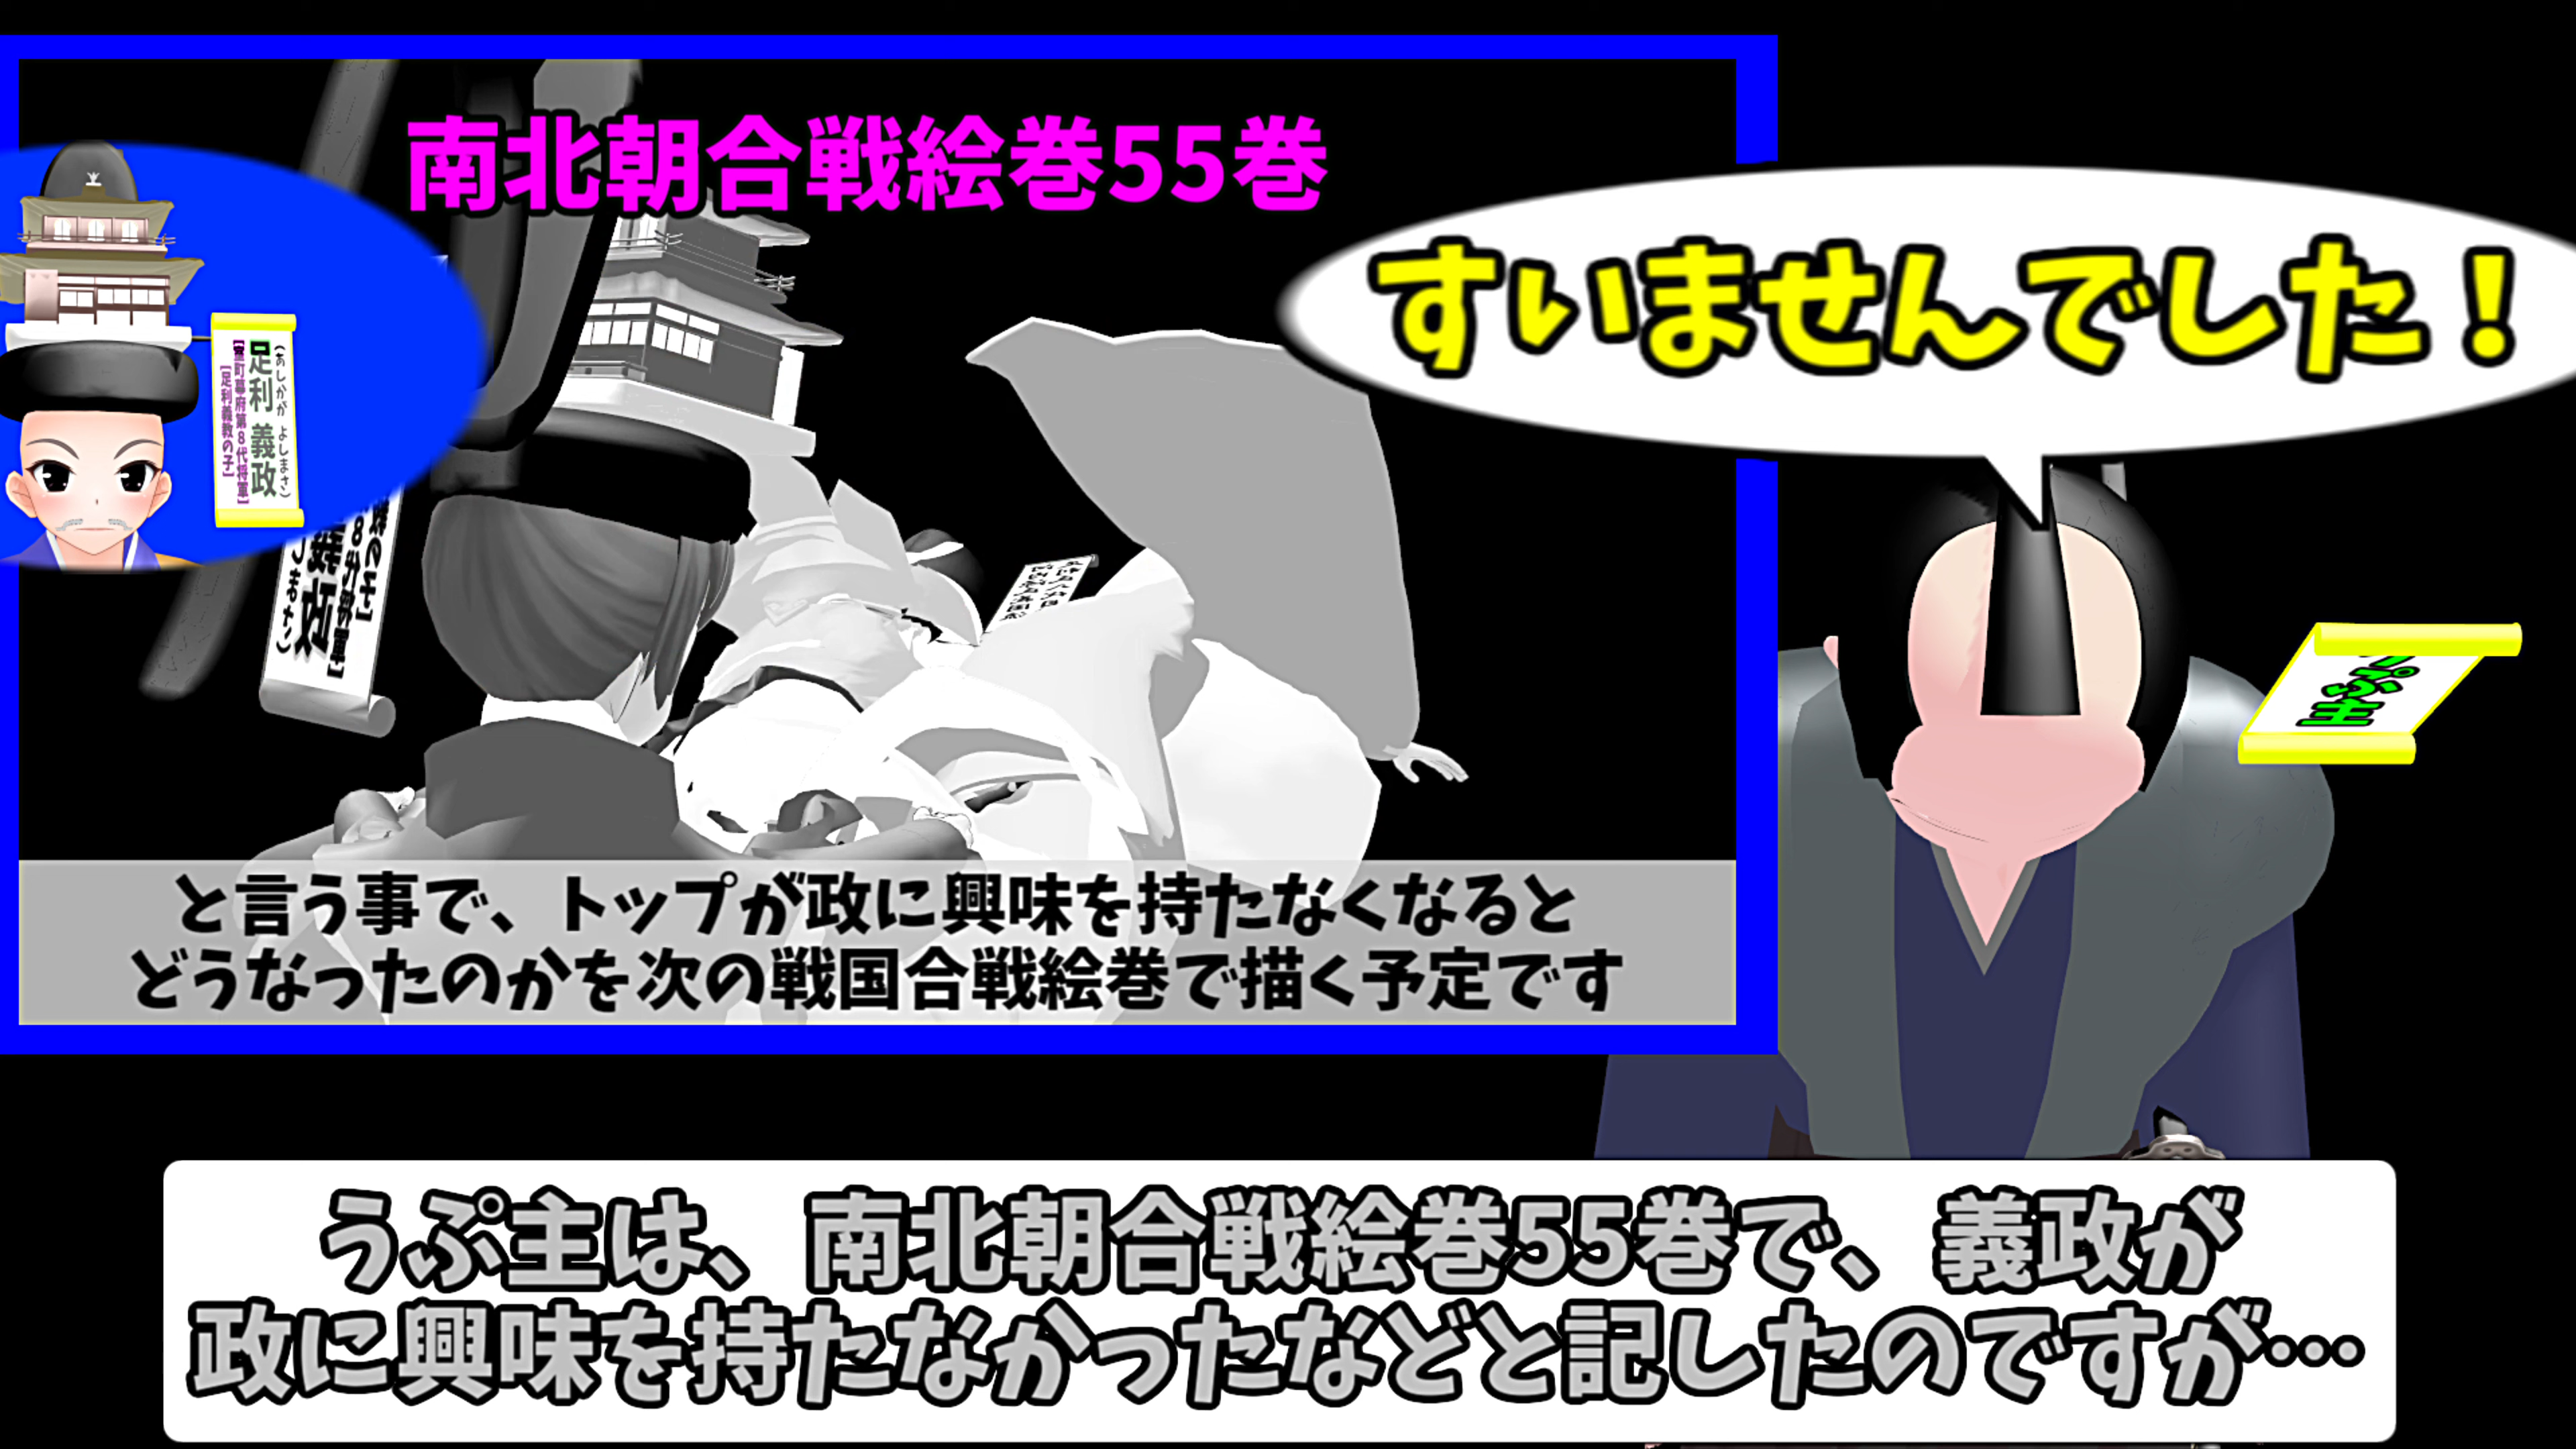 南北朝合戦絵巻55巻
すいませんでした！
(あしかが よしまさ)
足利 義政
[室町幕府第8代将軍]
[足利義教の子]
ぷ主
と言う事で、トップが政に興味を持たなくなると
どうなったのかを次の戦国合戦絵巻で描く予定です
うぷ主は、南北朝合戦絵巻55巻で、義政が
政に興味を持たなかったなどと記したのですが…